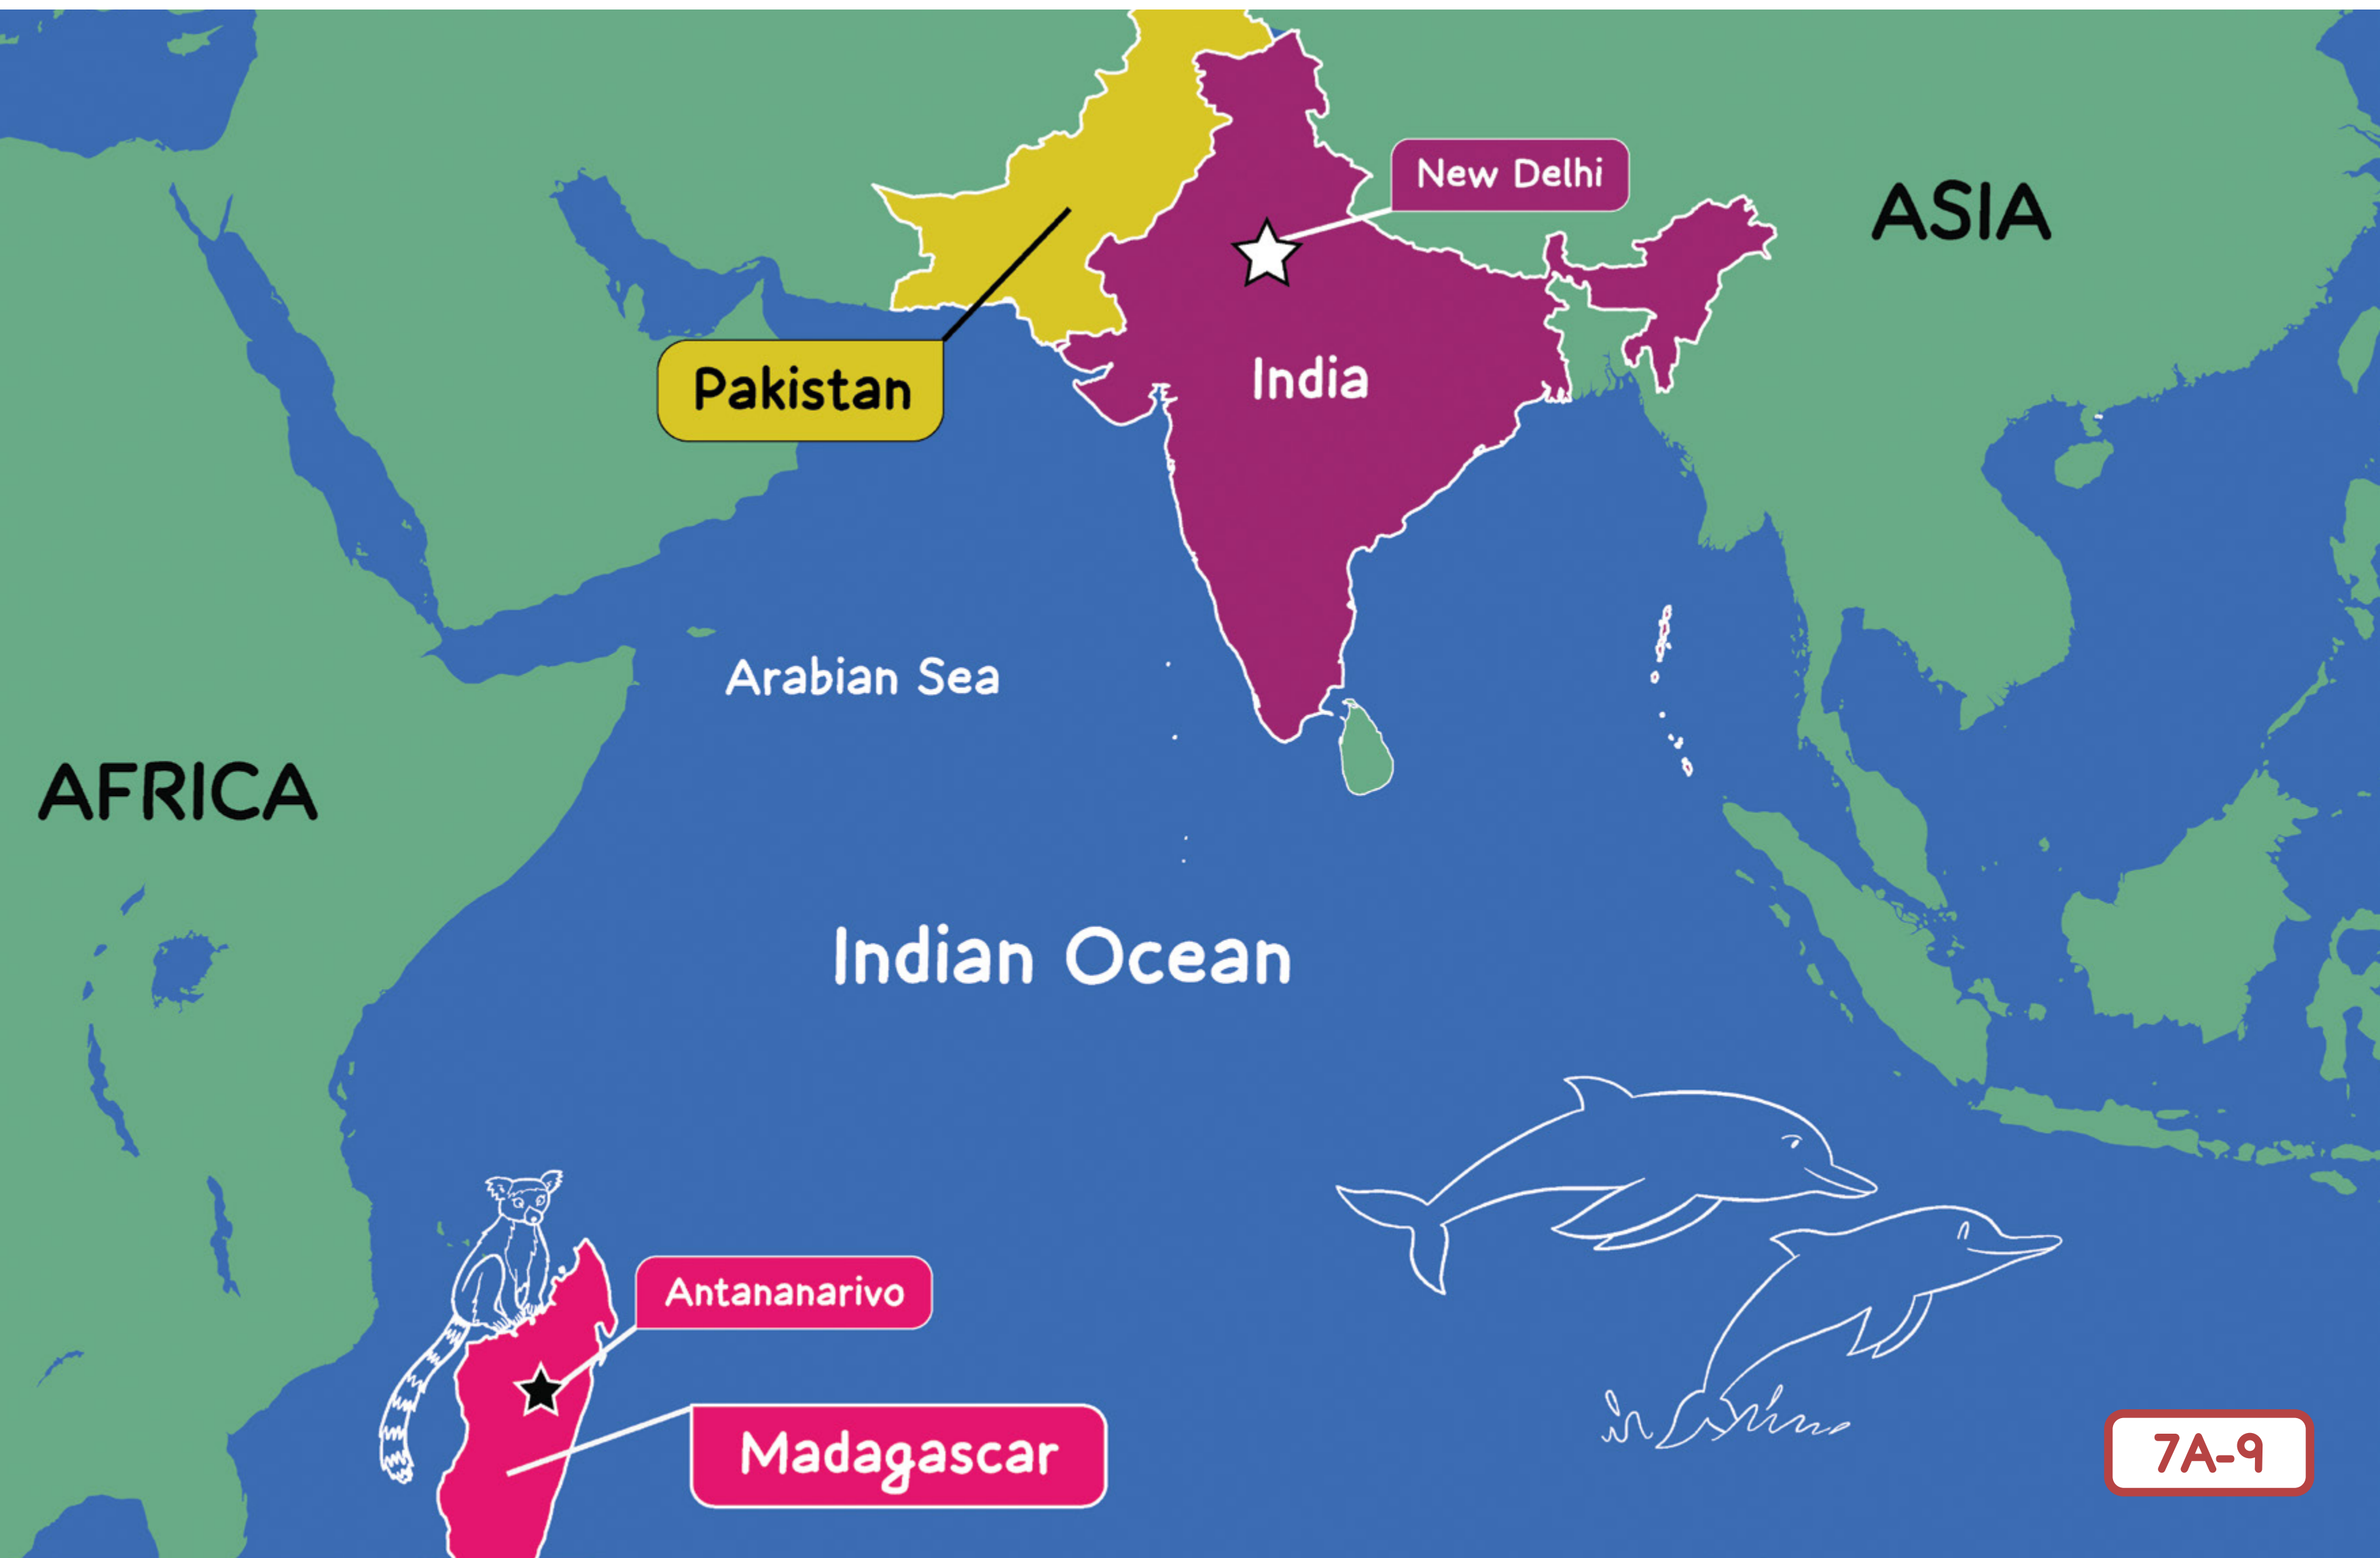 New Delhi
ASIA
Pakistan
India
Arabian Sea
AFRICA
Indian Ocean
Antananarivo
Madagascar
7A-9